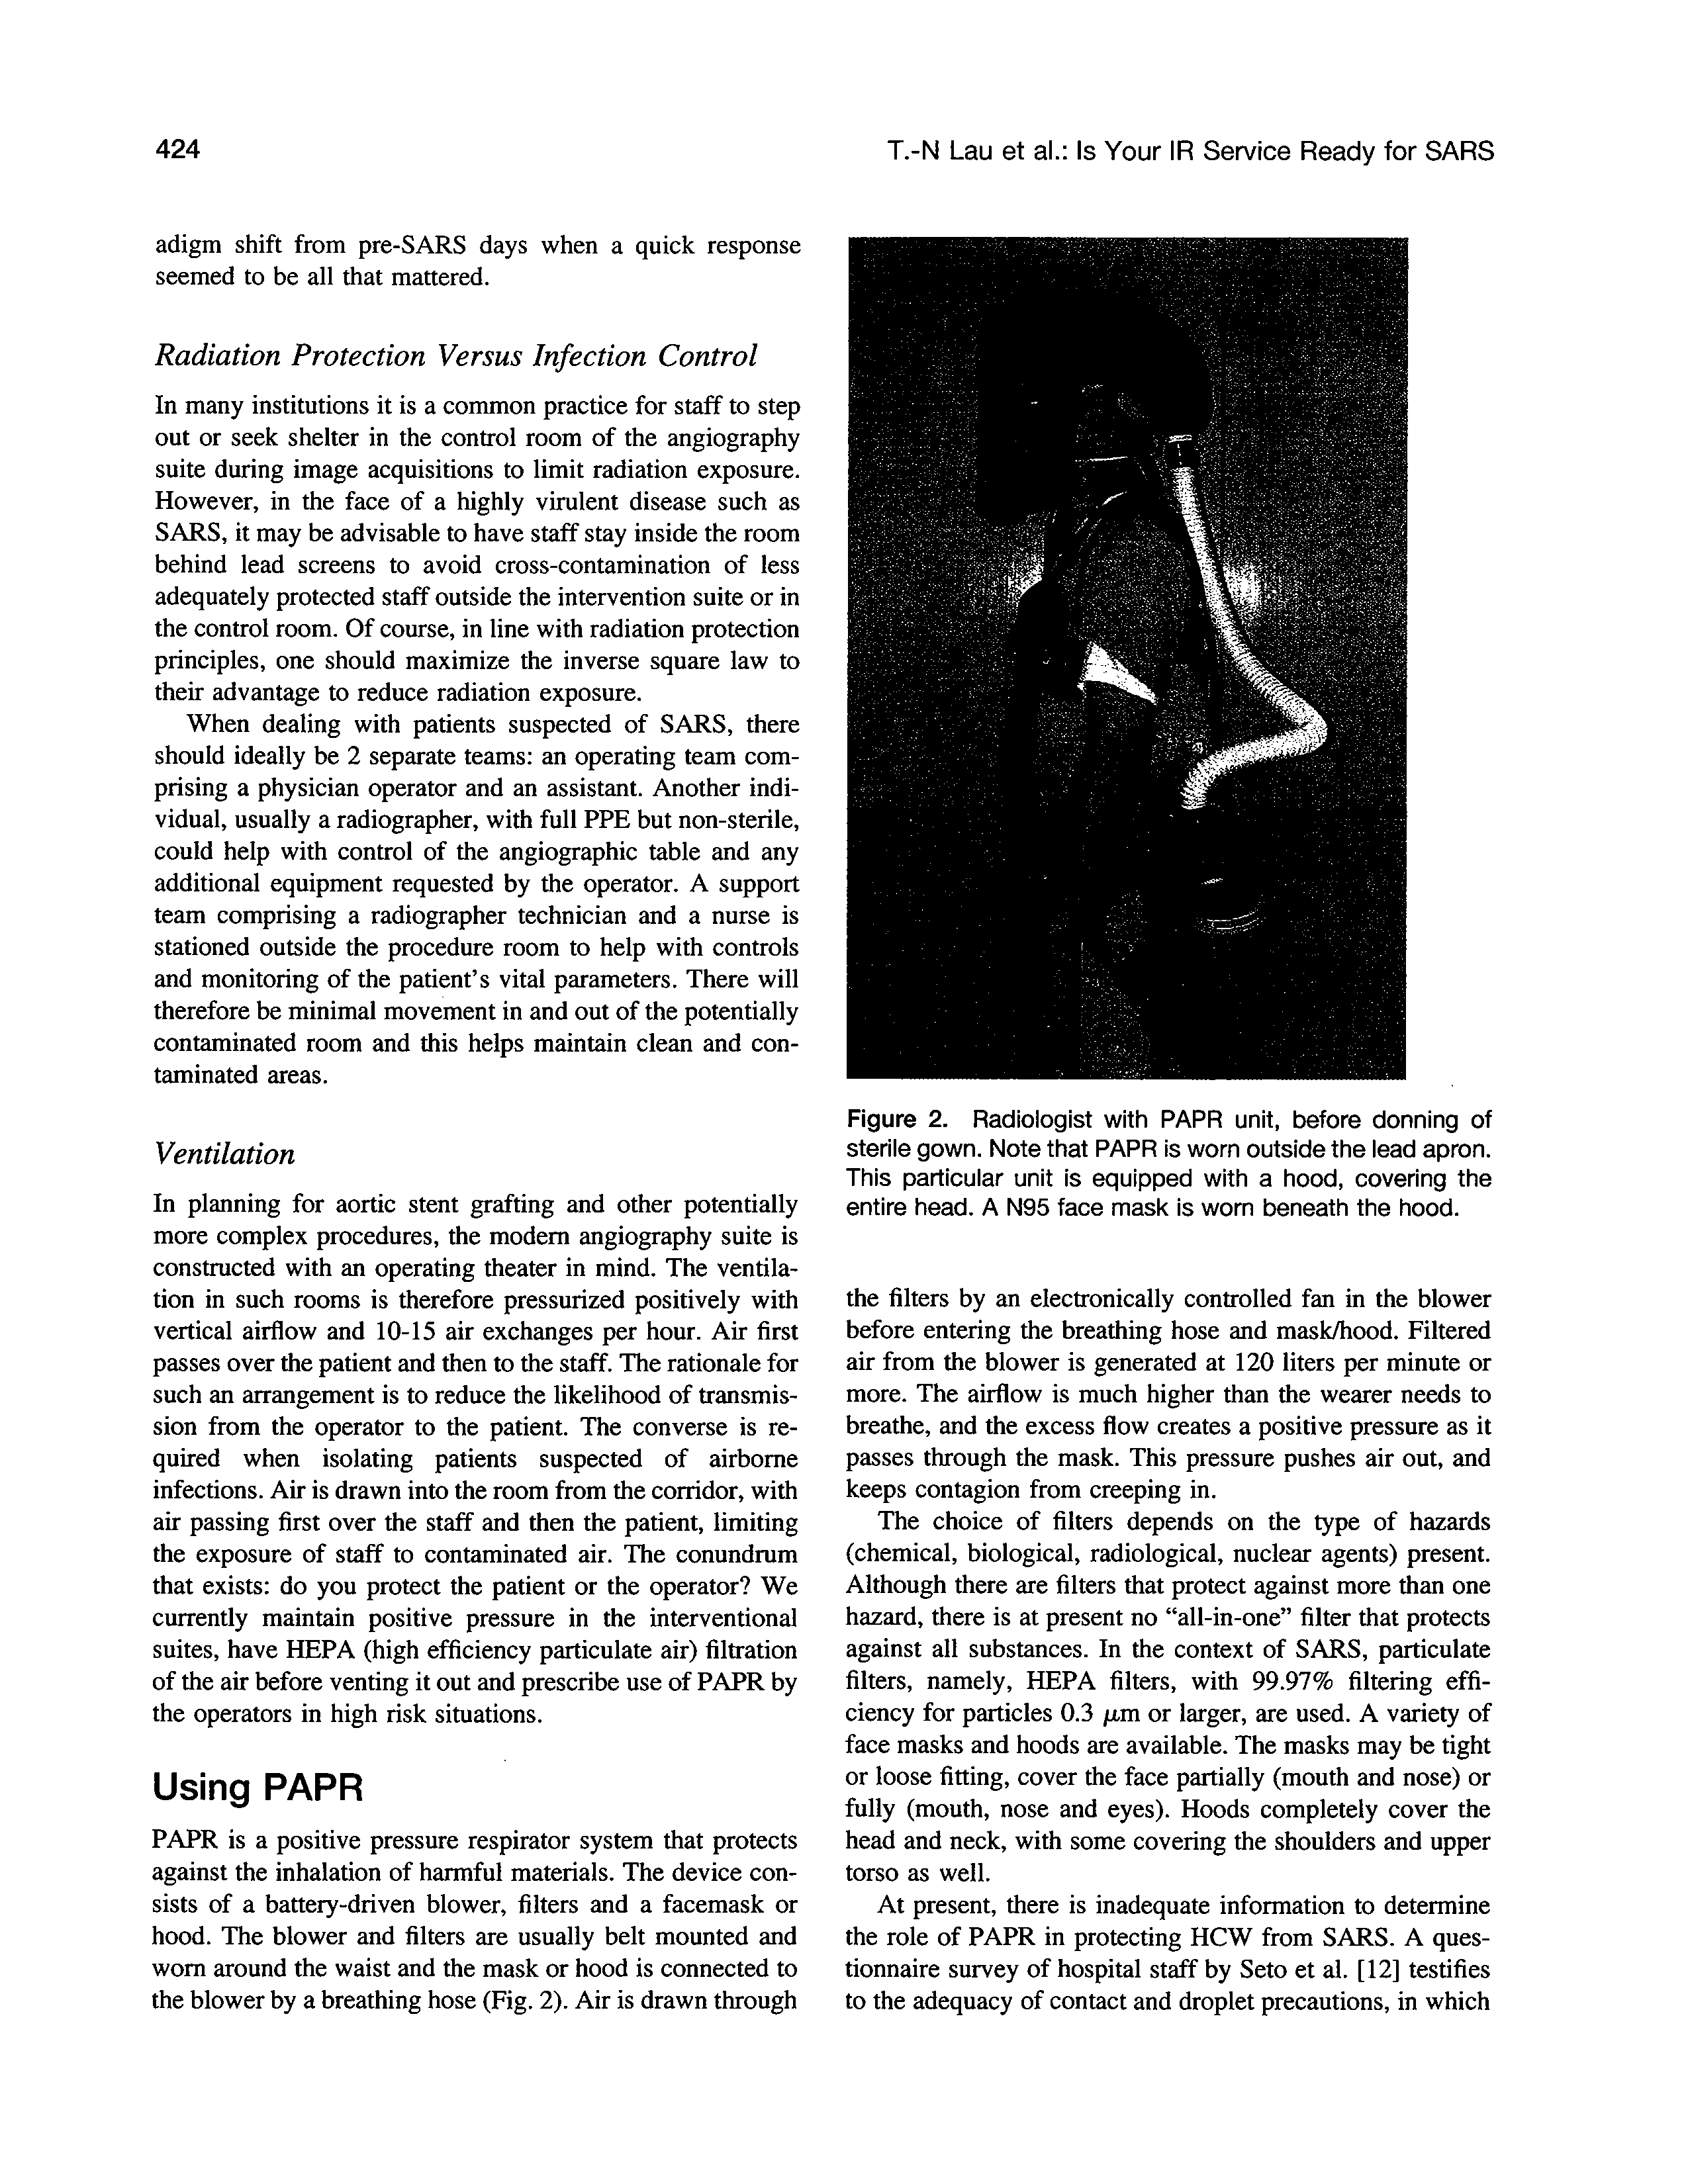 424
T.-N Lau et al.: Is Your IR Service Ready for SARS
adigm shift from pre-SARS days when a quick response
seemed to be all that mattered.
Radiation Protection Versus Infection Control
In many institutions it is a common practice for staff to step
out or seek shelter in the control room of the angiography
suite during image acquisitions to limit radiation exposure.
However, in the face of a highly virulent disease such as
SARS, it may be advisable to have staff stay inside the room
behind lead screens to avoid cross-contamination of less
adequately protected staff outside the intervention suite or in
the control room. Of course, in line with radiation protection
principles, one should maximize the inverse square law to
their advantage to reduce radiation exposure.
When dealing with patients suspected of SARS, there
should ideally be 2 separate teams: an operating team com-
prising a physician operator and an assistant. Another indi-
vidual, usually a radiographer, with full PPE but non-sterile,
could help with control of the angiographic table and any
additional equipment requested by the operator. A support
team comprising a radiographer technician and a nurse is
stationed outside the procedure room to help with controls
and monitoring of the patient's vital parameters. There will
therefore be minimal movement in and out of the potentially
contaminated room and this helps maintain clean and con-
taminated areas.
Ventilation
In planning for aortic stent grafting and other potentially
more complex procedures, the modern angiography suite is
constructed with an operating theater in mind. The ventila-
tion in such rooms is therefore pressurized positively with
vertical airflow and 10-15 air exchanges per hour. Air first
passes over the patient and then to the staff. The rationale for
such an arrangement is to reduce the likelihood of transmis-
sion from the operator to the patient. The converse is re-
quired when isolating patients suspected of airborne
infections. Air is drawn into the room from the corridor, with
air passing first over the staff and then the patient, limiting
the exposure of staff to contaminated air. The conundrum
that exists: do you protect the patient or the operator? We
currently maintain positive pressure in the interventional
suites, have HEPA (high efficiency particulate air) filtration
of the air before venting it out and prescribe use of PAPR by
the operators in high risk situations.
Using PAPR
PAPR is a positive pressure respirator system that protects
against the inhalation of harmful materials. The device con-
sists of a battery-driven blower, filters and a facemask or
hood. The blower and filters are usually belt mounted and
worn around the waist and the mask or hood is connected to
the blower by a breathing hose (Fig. 2). Air is drawn through
Figure 2. Radiologist with PAPR unit, before donning of
sterile gown. Note that PAPR is worn outside the lead apron.
This particular unit is equipped with a hood, covering the
entire head. A N95 face mask is worn beneath the hood.
the filters by an electronically controlled fan in the blower
before entering the breathing hose and mask/hood. Filtered
air from the blower is generated at 120 liters per minute or
more. The airflow is much higher than the wearer needs to
breathe, and the excess flow creates a positive pressure as it
passes through the mask. This pressure pushes air out, and
keeps contagion from creeping in.
The choice of filters depends on the type of hazards
(chemical, biological, radiological, nuclear agents) present.
Although there are filters that protect against more than one
hazard, there is at present no “all-in-one” filter that protects
against all substances. In the context of SARS, particulate
filters, namely, HEPA filters, with 99.97% filtering effi-
ciency for particles 0.3 μm or larger, are used. A variety of
face masks and hoods are available. The masks may be tight
or loose fitting, cover the face partially (mouth and nose) or
fully (mouth, nose and eyes). Hoods completely cover the
head and neck, with some covering the shoulders and upper
torso as well.
At present, there is inadequate information to determine
the role of PAPR in protecting HCW from SARS. A ques-
tionnaire survey of hospital staff by Seto et al. [12] testifies
to the adequacy of contact and droplet precautions, in which